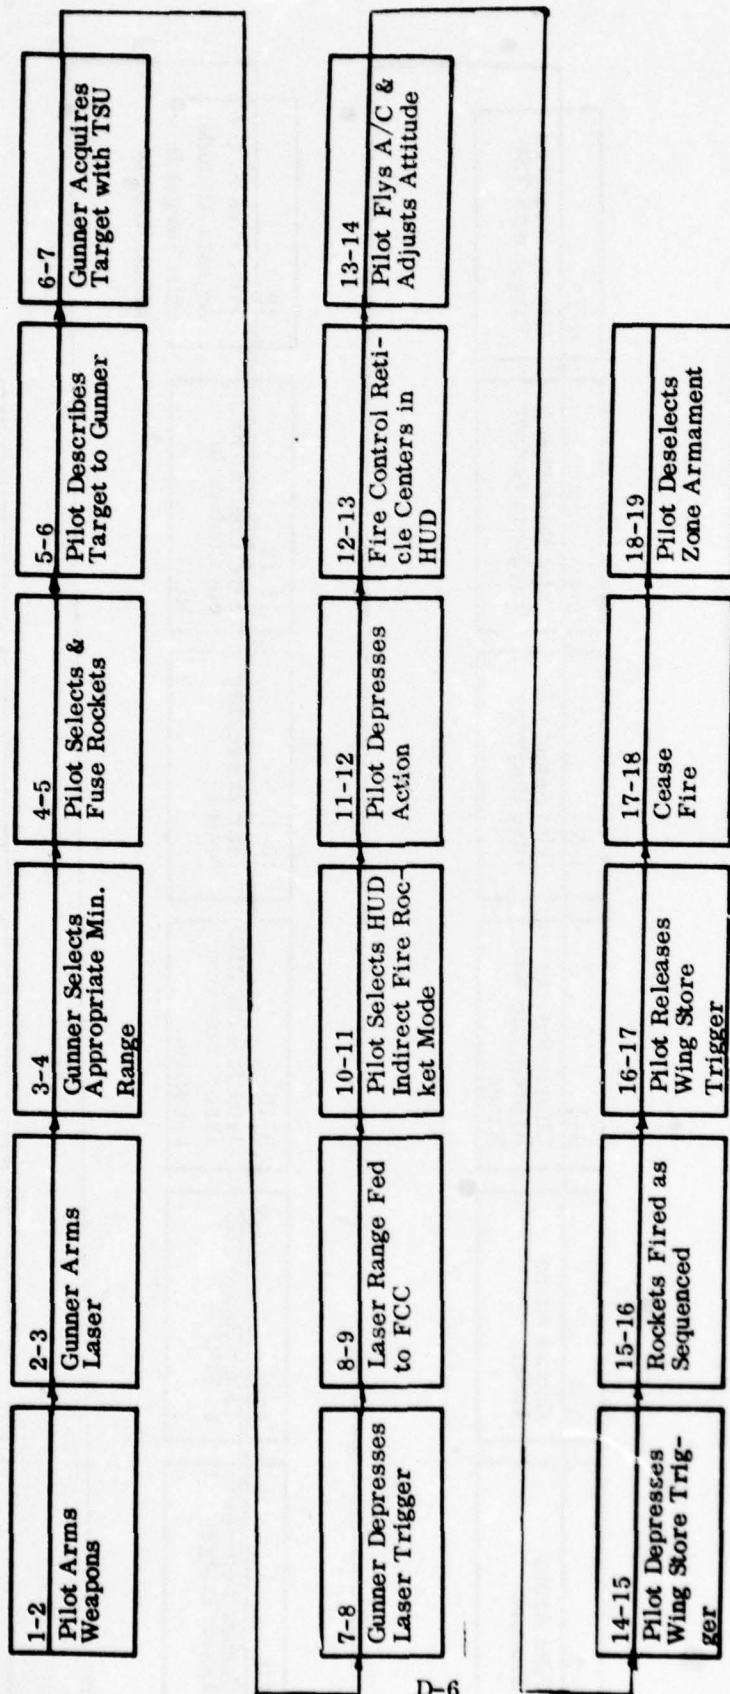 1-2
Pilot Arms
Weapons
2-3
Gunner Arms
Laser
3-4
Gunner Selects
Appropriate Min.
Range
4-5
Pilot Selects &
Fuse Rockets
5-6
Pilot Describes
Target to Gunner
6-7
Gunner Acquires
Target with TSU
7-8
Gunner Depresses
Laser Trigger
8-9
Laser Range Fed
to FCC
10-11
Pilot Selects HUD
Indirect Fire Roc-
ket Mode
11-12
Pilot Depresses
Action
12-13
Fire Control Reti-
cle Centers in
HUD
13-14
Pilot Flys A/C &
Adjusts Attitude
14-15
Pilot Depresses
Wing Store Trig-
ger
15-16
Rockets Fired as
Sequenced
16-17
Pilot Releases
Wing Store
Trigger
17-18
Cease
Fire
18-19
Pilot Deselects
Zone Armament
D-6